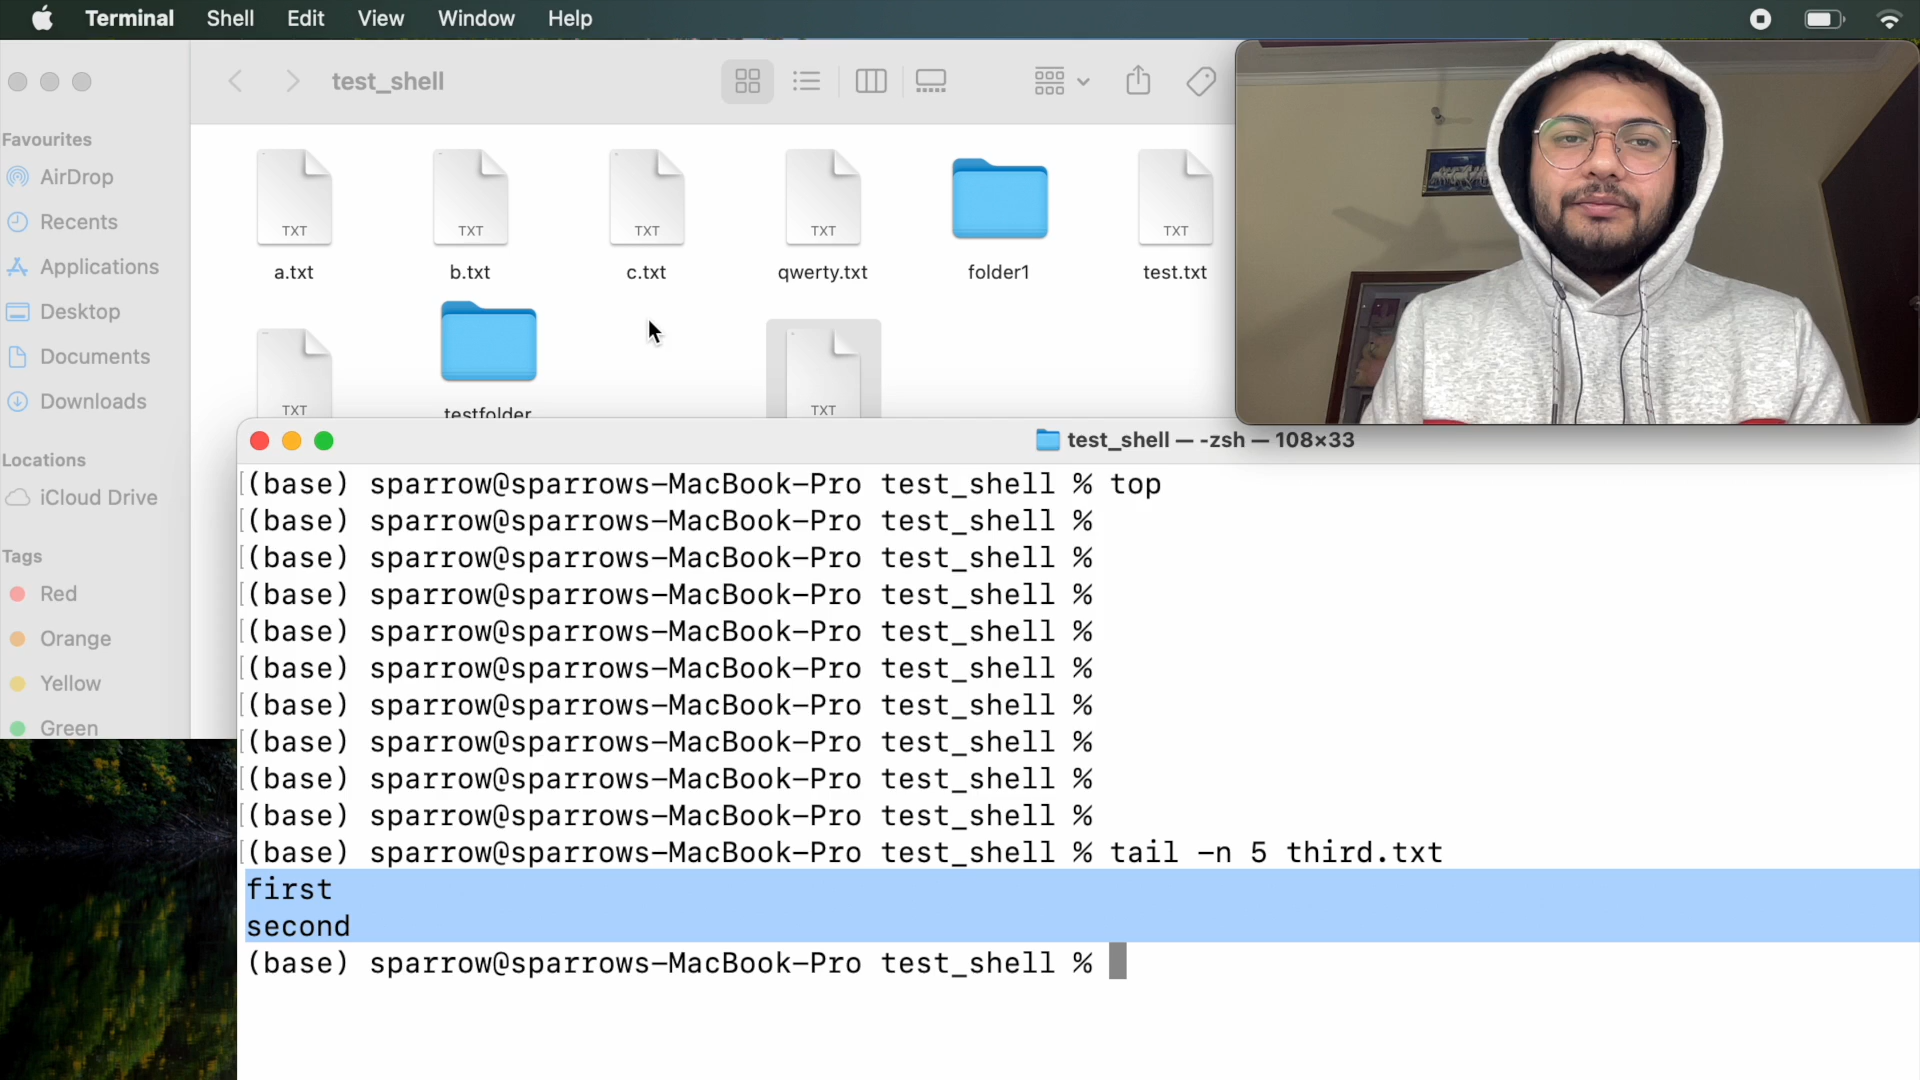 Terminal Shell Edit View Window Help
test_shell
Favourites
AirDrop
Recents
Applications
Desktop
Documents
Downloads
Locations
iCloud Drive
Tags
Red
Orange
Yellow
Green
TXT TXT TXT TXT TXT
a.txt b.txt c.txt qwerty.txt folder1 test.txt
TXT TXT
testfolder
test_shell — -zsh — 108×33
(base) sparrow@sparrows-MacBook-Pro test_shell % top
(base) sparrow@sparrows-MacBook-Pro test_shell %
(base) sparrow@sparrows-MacBook-Pro test_shell %
(base) sparrow@sparrows-MacBook-Pro test_shell %
(base) sparrow@sparrows-MacBook-Pro test_shell %
(base) sparrow@sparrows-MacBook-Pro test_shell %
(base) sparrow@sparrows-MacBook-Pro test_shell %
(base) sparrow@sparrows-MacBook-Pro test_shell %
(base) sparrow@sparrows-MacBook-Pro test_shell %
(base) sparrow@sparrows-MacBook-Pro test_shell %
(base) sparrow@sparrows-MacBook-Pro test_shell % tail -n 5 third.txt
first
second
(base) sparrow@sparrows-MacBook-Pro test_shell %